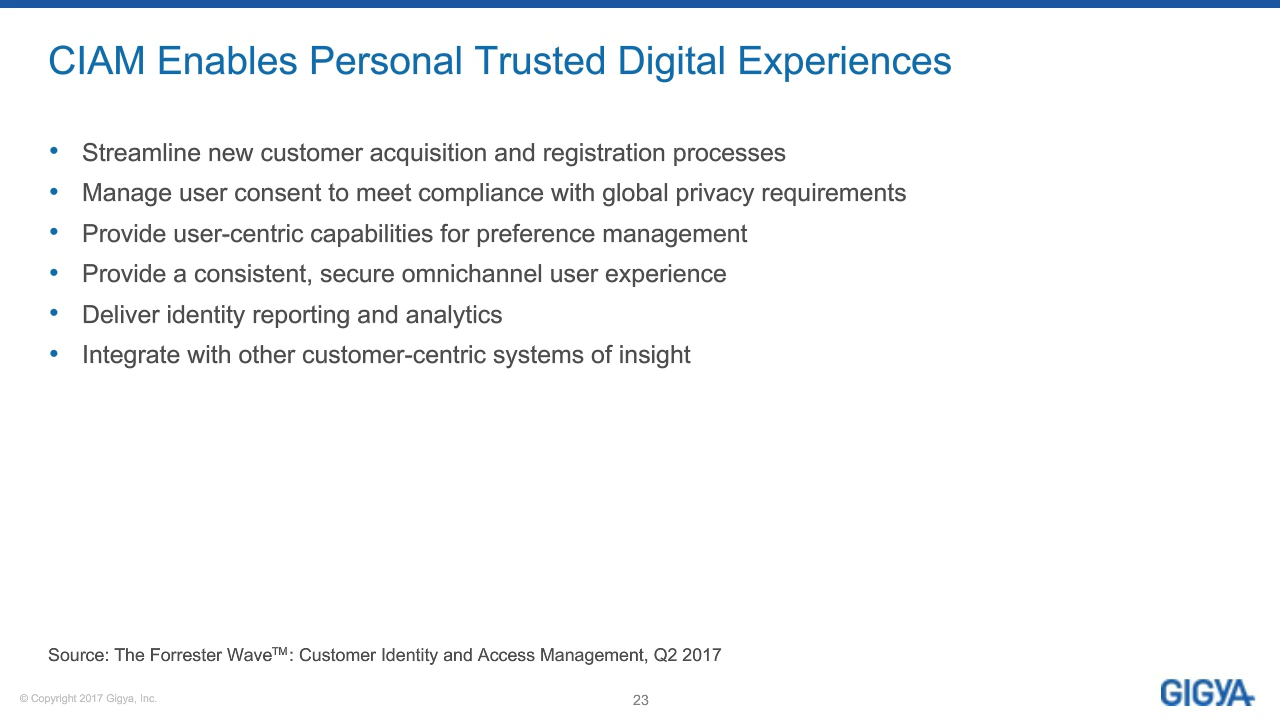 CIAM Enables Personal Trusted Digital Experiences
• Streamline new customer acquisition and registration processes
• Manage user consent to meet compliance with global privacy requirements
• Provide user-centric capabilities for preference management
• Provide a consistent, secure omnichannel user experience
• Deliver identity reporting and analytics
• Integrate with other customer-centric systems of insight
Source: The Forrester Wave™: Customer Identity and Access Management, Q2 2017
© Copyright 2017 Gigya, Inc.
23
GIGYA